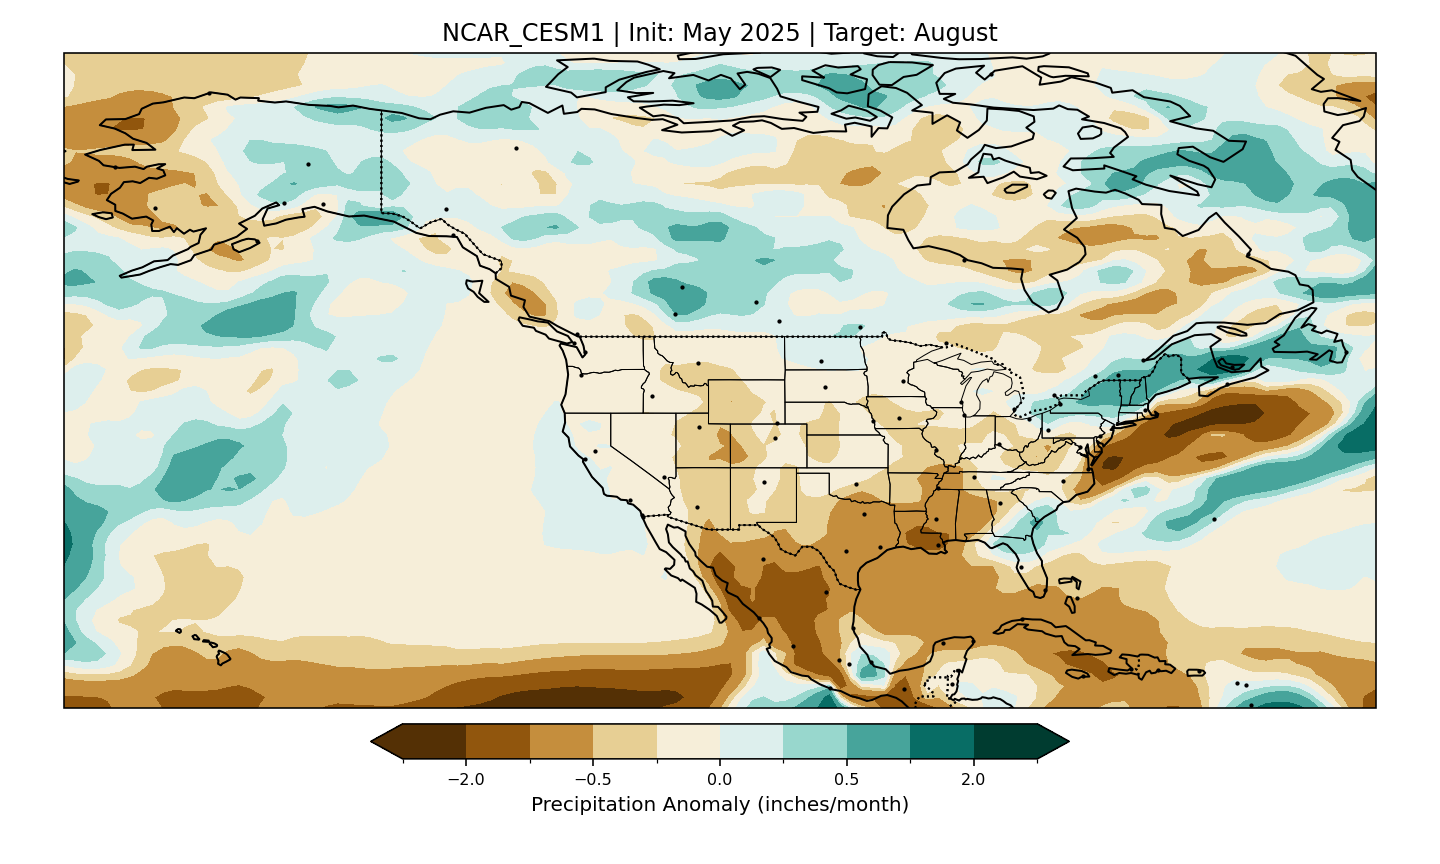 NCAR_CESM1 | Init: May 2025 | Target: August
−2.0 −0.5 0.0 0.5 2.0
Precipitation Anomaly (inches/month)